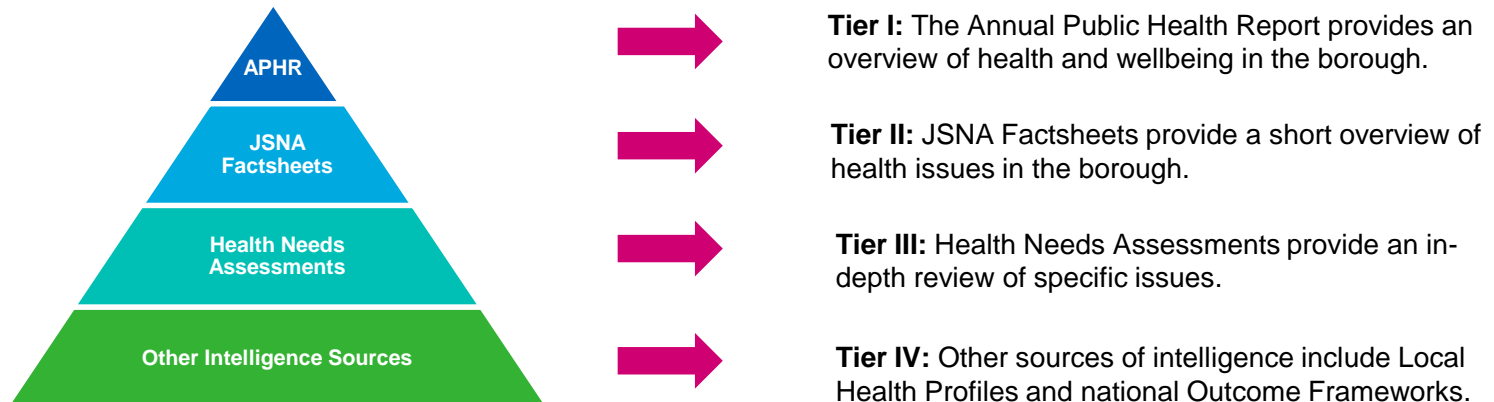 APHR
Tier I: The Annual Public Health Report provides an
overview of health and wellbeing in the borough.
JSNA
Factsheets
Tier II: JSNA Factsheets provide a short overview of
health issues in the borough.
Health Needs
Assessments
Tier III: Health Needs Assessments provide an in-
depth review of specific issues.
Other Intelligence Sources
Tier IV: Other sources of intelligence include Local
Health Profiles and national Outcome Frameworks.